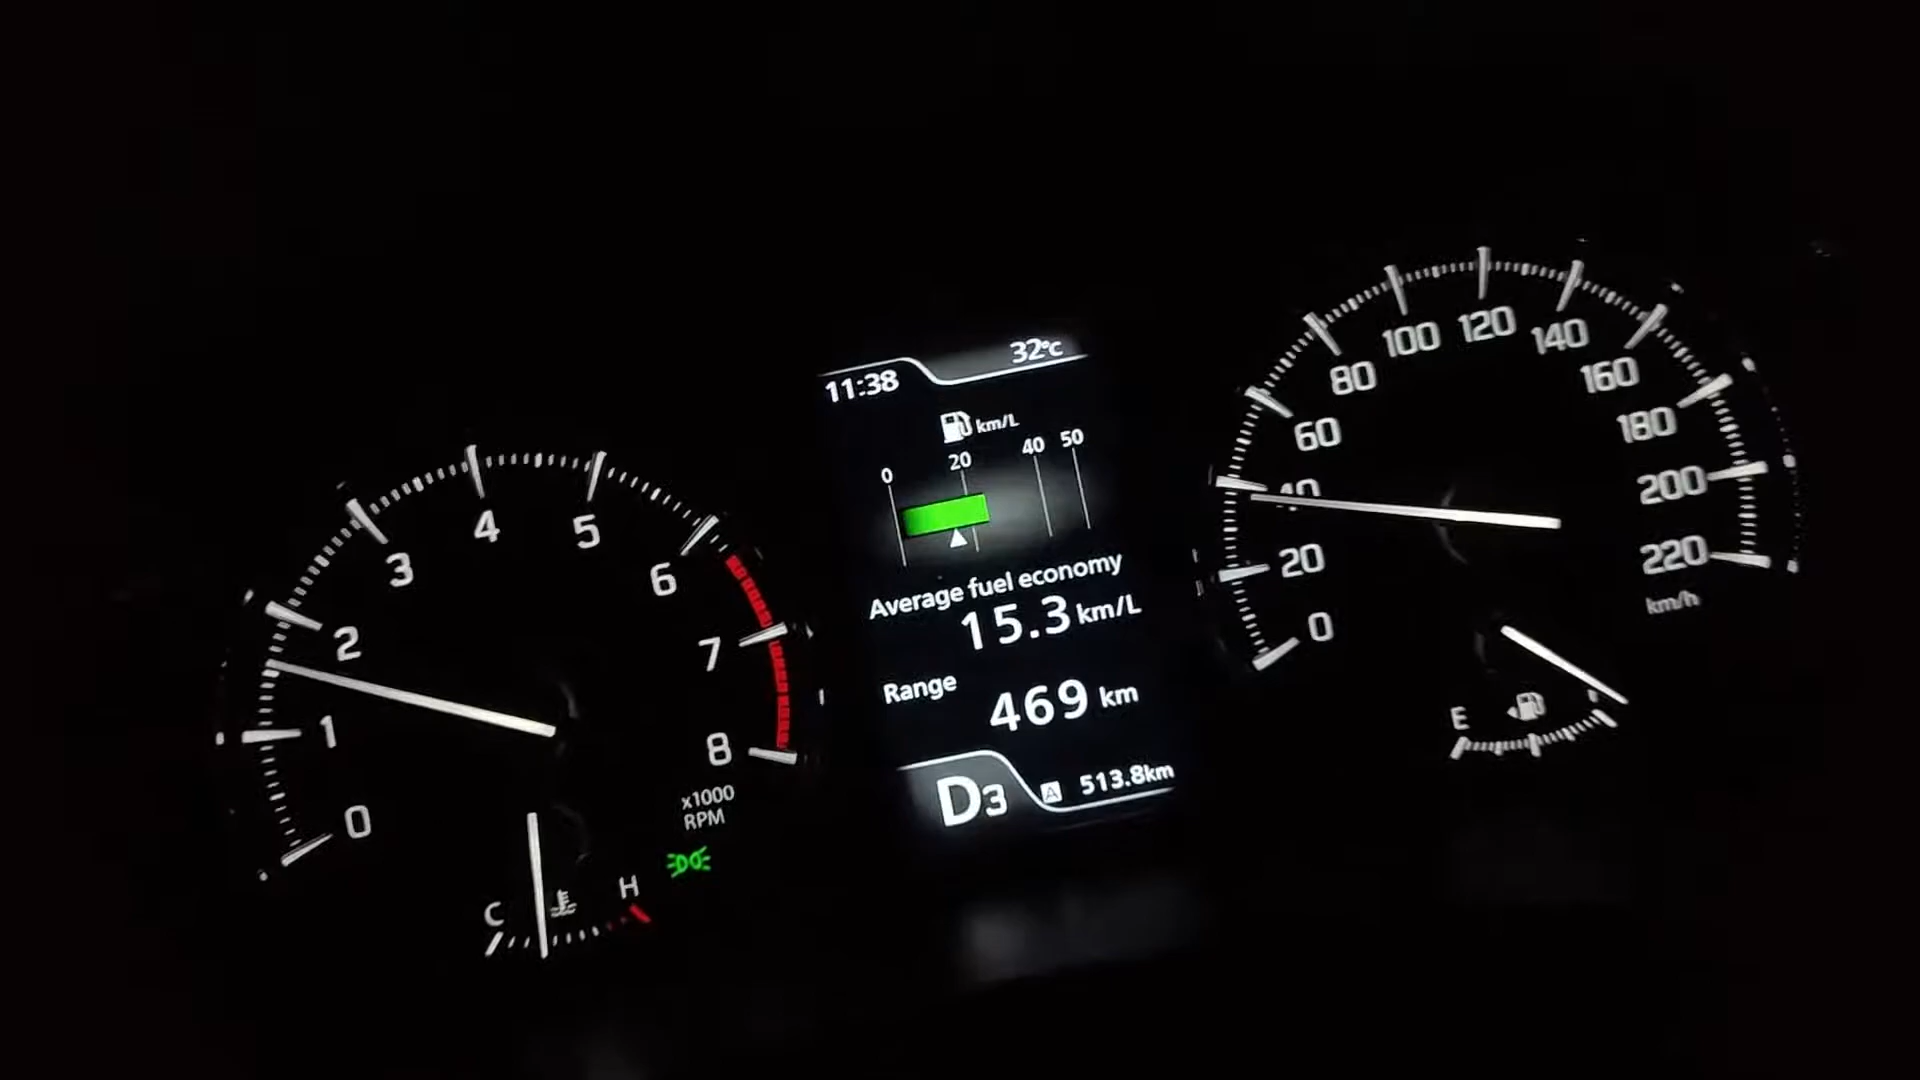 0
1
2
3
4
5
6
7
8
x1000
RPM
C
H
32°C
11:38
km/L
0 20 40 50
Average fuel economy
15.3 km/L
Range
469 km
D3
A 513.8km
0
20
40
60
80
100
120
140
160
180
200
220
km/h
E